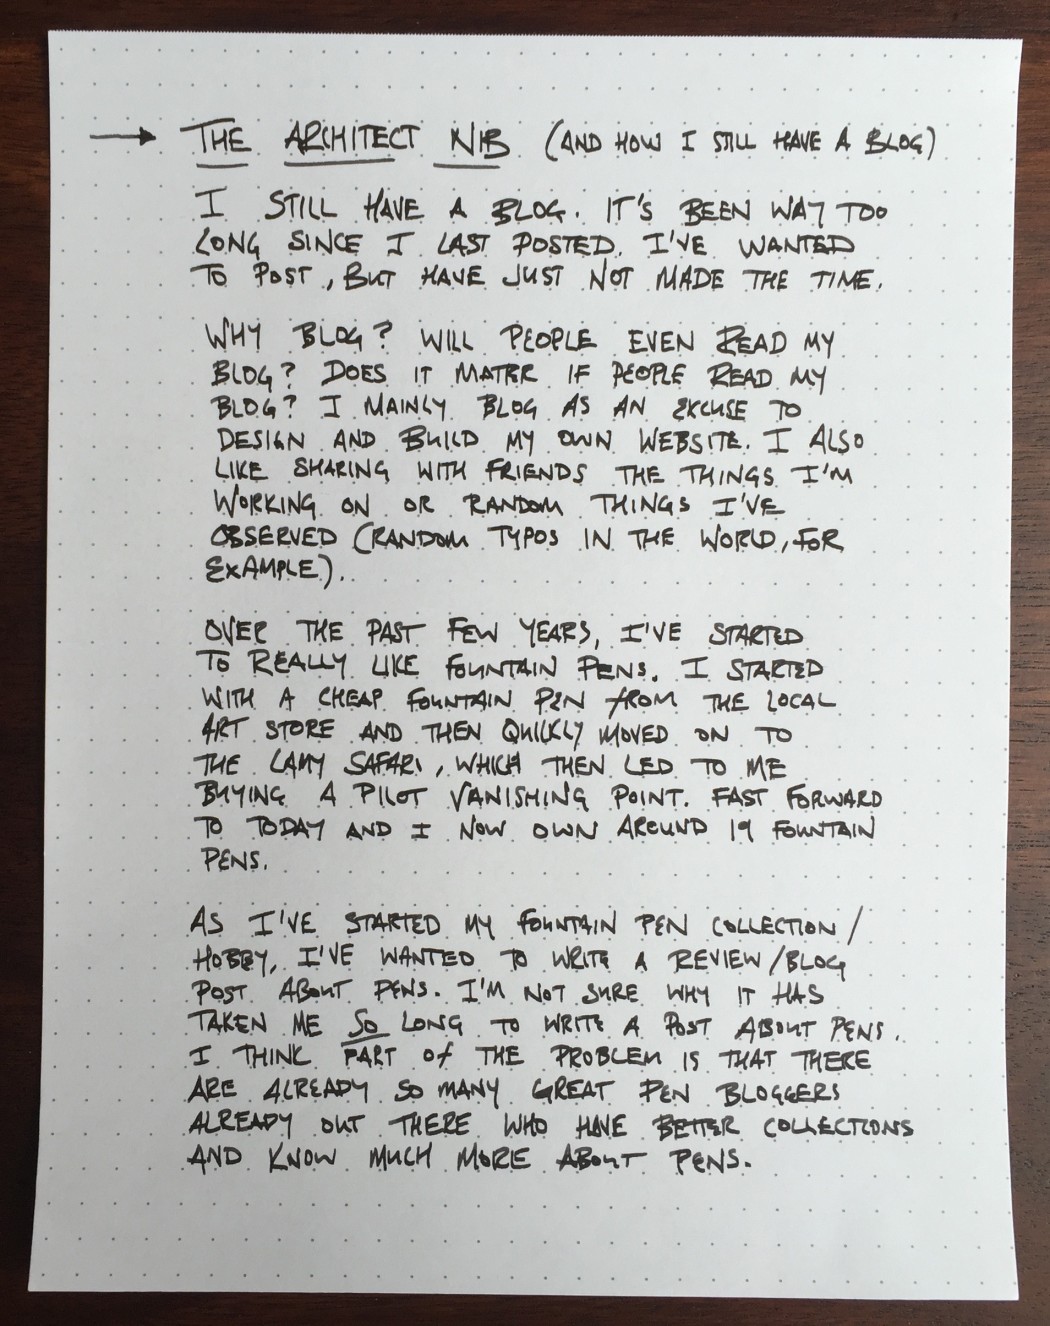 → THE ARCHITECT NIB (AND HOW I STILL HAVE A BLOG)
I STILL HAVE A BLOG. IT'S BEEN WAY TOO
LONG SINCE I LAST POSTED. I'VE WANTED
TO POST, BUT HAVE JUST NOT MADE THE TIME.
WHY BLOG? WILL PEOPLE EVEN READ MY
BLOG? DOES IT MATTER IF PEOPLE READ MY
BLOG? I MAINLY BLOG AS AN EXCUSE TO
DESIGN AND BUILD MY OWN WEBSITE. I ALSO
LIKE SHARING WITH FRIENDS THE THINGS I'M
WORKING ON OR RANDOM THINGS I'VE
OBSERVED (RANDOM TYPOS IN THE WORLD, FOR
EXAMPLE).
OVER THE PAST FEW YEARS, I'VE STARTED
TO REALLY LIKE FOUNTAIN PENS. I STARTED
WITH A CHEAP FOUNTAIN PEN FROM THE LOCAL
ART STORE AND THEN QUICKLY MOVED ON TO
THE LAMY SAFARI, WHICH THEN LED TO ME
BUYING A PILOT VANISHING POINT. FAST FORWARD
TO TODAY AND I NOW OWN AROUND 19 FOUNTAIN
PENS.
AS I'VE STARTED MY FOUNTAIN PEN COLLECTION/
HOBBY, I'VE WANTED TO WRITE A REVIEW/BLOG
POST ABOUT PENS. I'M NOT SURE WHY IT HAS
TAKEN ME SO LONG TO WRITE A POST ABOUT PENS.
I THINK PART OF THE PROBLEM IS THAT THERE
ARE ALREADY SO MANY GREAT PEN BLOGGERS
ALREADY OUT THERE WHO HAVE BETTER COLLECTIONS
AND KNOW MUCH MORE ABOUT PENS.